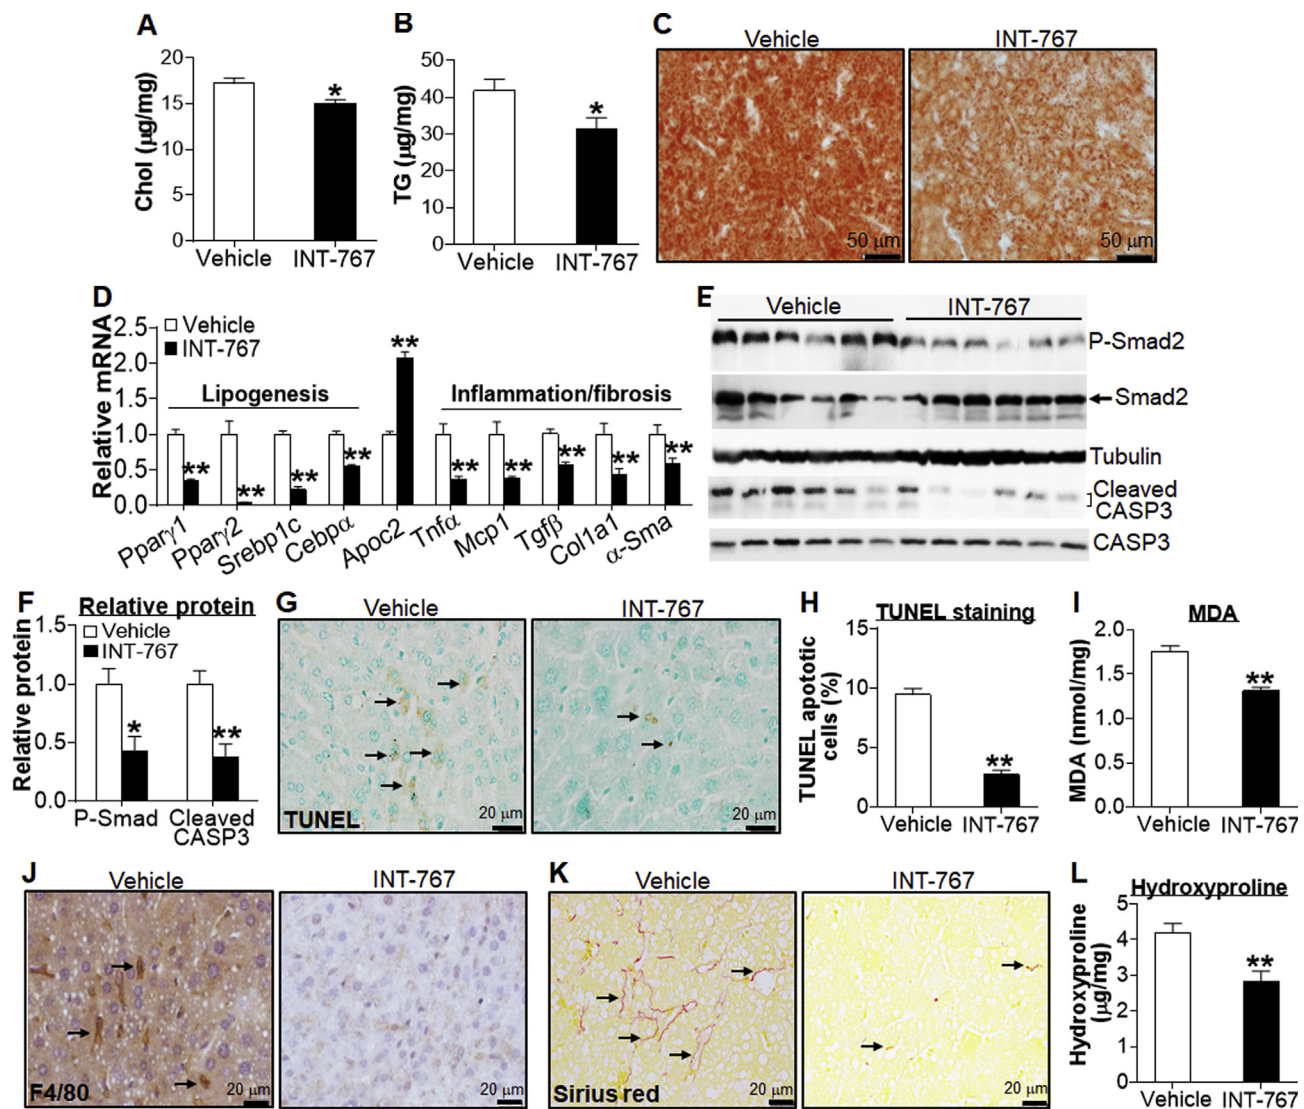 A
Chol (µg/mg)
20
15
10
5
0
Vehicle INT-767
*
B
TG (µg/mg)
50
40
30
20
10
0
Vehicle INT-767
*
C
Vehicle INT-767
50 µm 50 µm
D
Relative mRNA
2.5
2.0
1.5
1.0
0.5
0.0
Vehicle
INT-767
Lipogenesis
Inflammation/fibrosis
** ** ** ** ** ** ** ** ** **
Pparγ1 Pparγ2 Srebp1c Cebpα Apoc2 Tnfα Mcp1 Tgfβ Col1a1 α-Sma
E
Vehicle INT-767
P-Smad2
Smad2
Tubulin
Cleaved
CASP3
CASP3
F
Relative protein
Relative protein
1.5
1.0
0.5
0.0
Vehicle
INT-767
* **
P-Smad Cleaved
CASP3
G
Vehicle INT-767
TUNEL
20 µm 20 µm
H
TUNEL staining
TUNEL apototic
cells (%)
15
10
5
0
**
Vehicle INT-767
I
MDA
MDA (nmol/mg)
2.0
1.5
1.0
0.5
0.0
**
Vehicle INT-767
J
Vehicle INT-767
F4/80
20 µm 20 µm
K
Vehicle INT-767
Sirius red
20 µm 20 µm
L
Hydroxyproline
Hydroxyproline
(µg/mg)
5
4
3
2
1
0
**
Vehicle INT-767